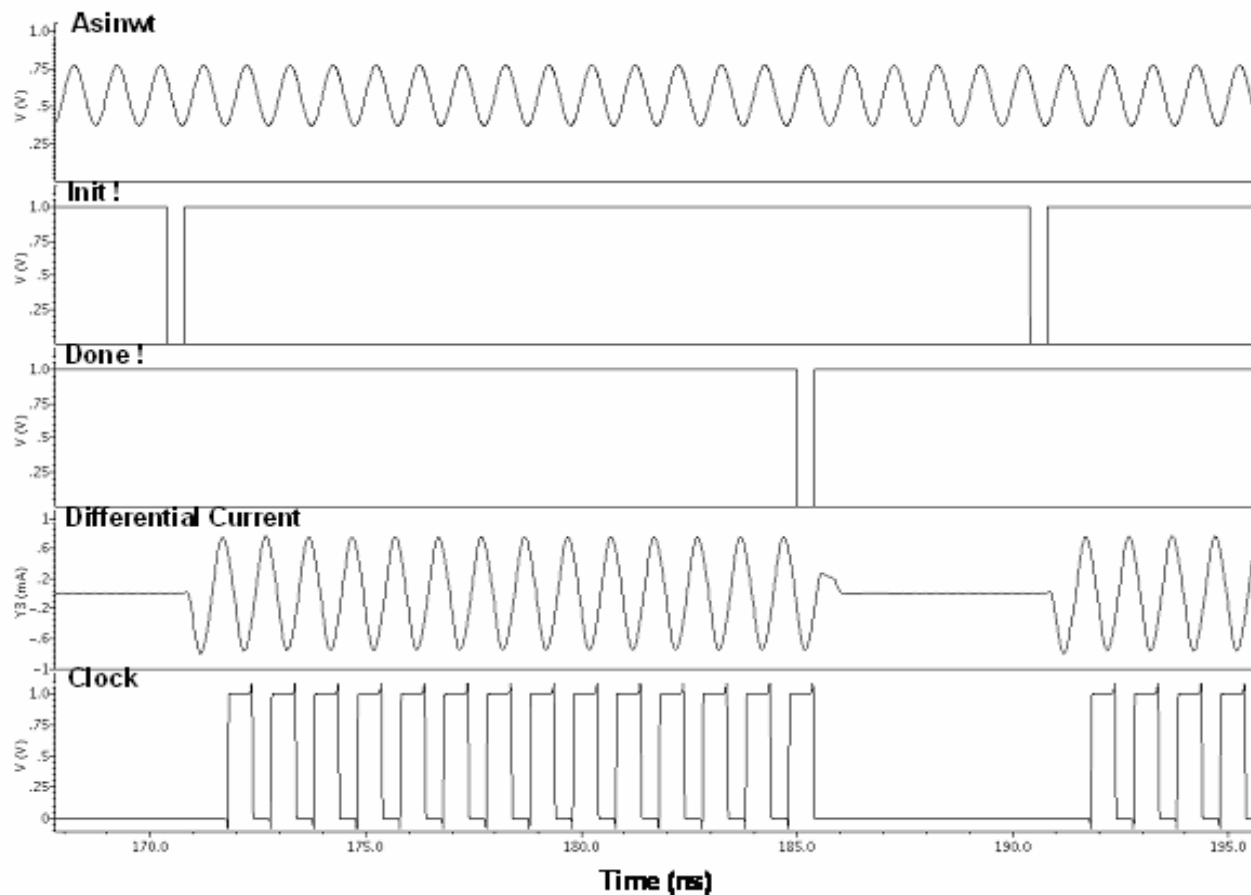 Asinwt
1.0
.75
.5
.25
V (V)
Init !
1.0
.75
.5
.25
V (V)
Done !
1.0
.75
.5
.25
V (V)
Differential Current
1
.6
.2
-.2
-.6
-1
Y3 (mA)
Clock
1.0
.75
.5
.25
0
V (V)
170.0 175.0 180.0 185.0 190.0 195.0
Time (ns)